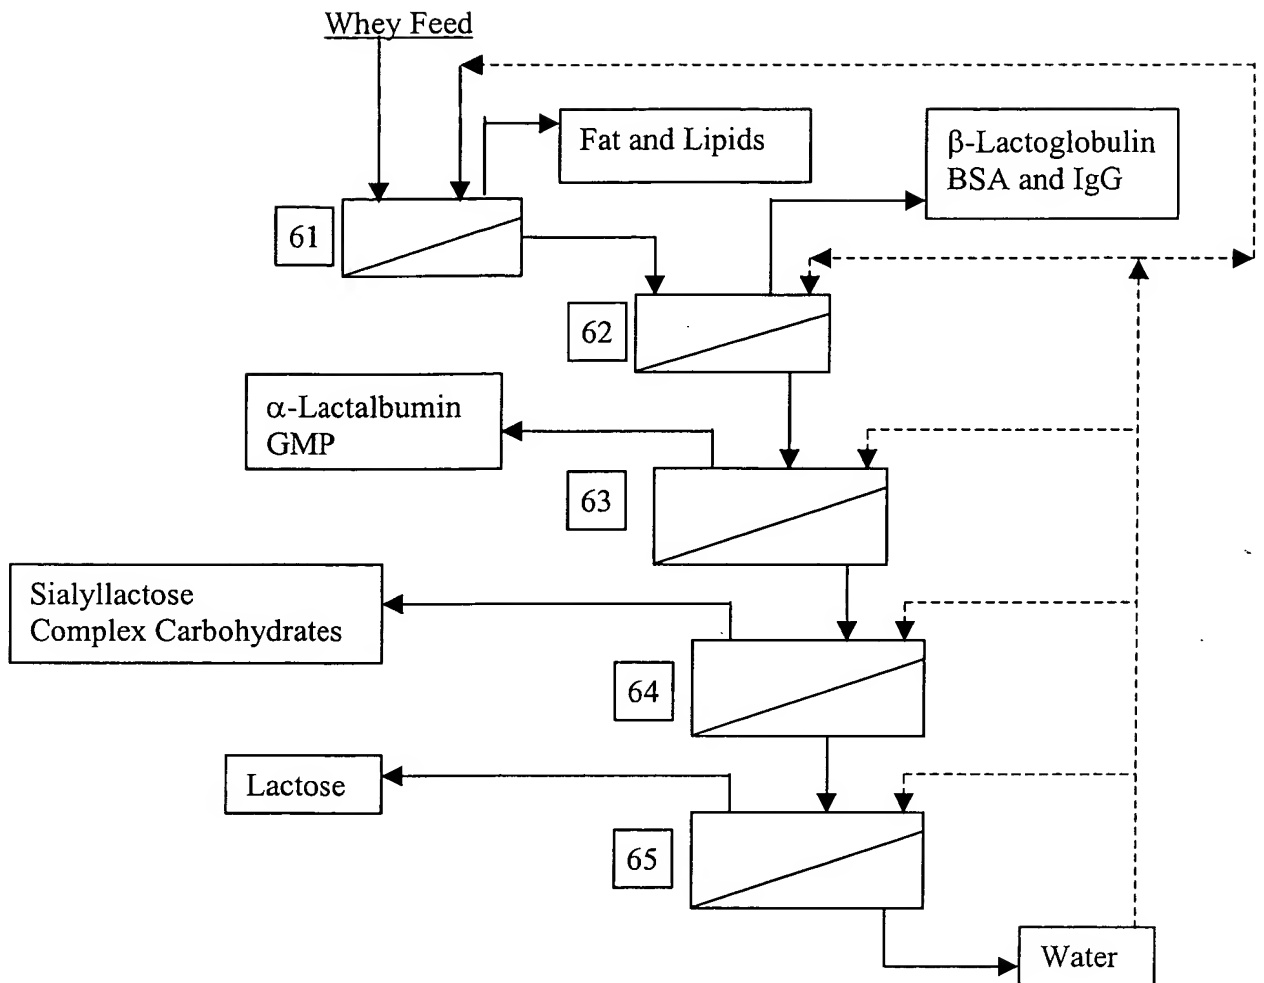 Whey Feed
Fat and Lipids
β-Lactoglobulin
BSA and IgG
61
62
α-Lactalbumin
GMP
63
Sialyllactose
Complex Carbohydrates
64
Lactose
65
Water